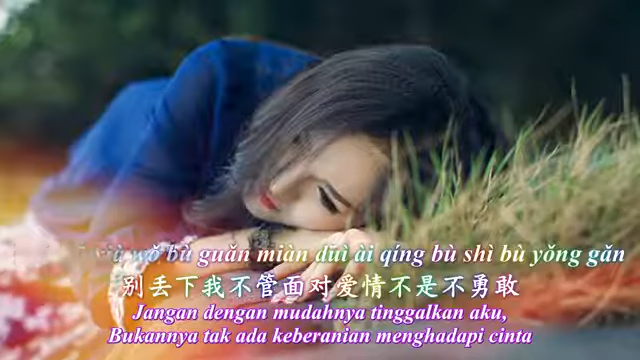 xià wǒ bù guǎn miàn duì ài qíng bù shì bù yǒng gǎn
别丢下我不管面对爱情不是不勇敢
Jangan dengan mudahnya tinggalkan aku,
Bukannya tak ada keberanian menghadapi cinta